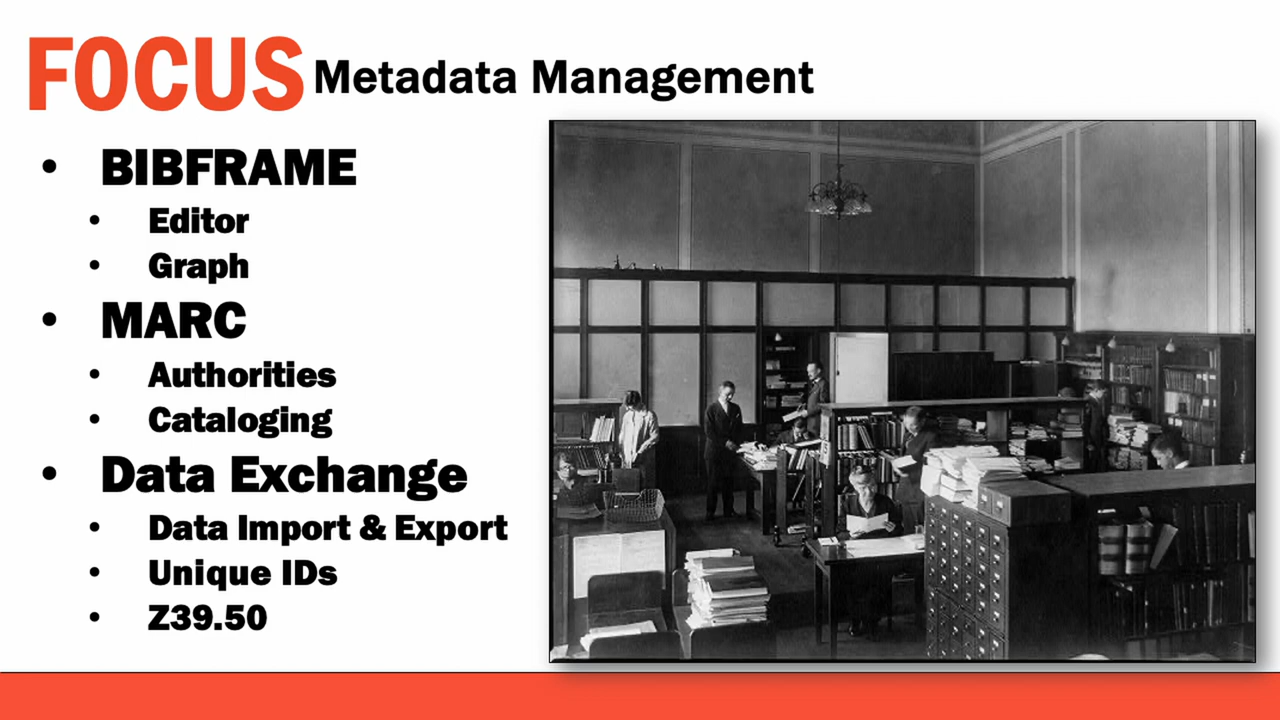 FOCUS Metadata Management
• BIBFRAME
• Editor
• Graph
• MARC
• Authorities
• Cataloging
• Data Exchange
• Data Import & Export
• Unique IDs
• Z39.50